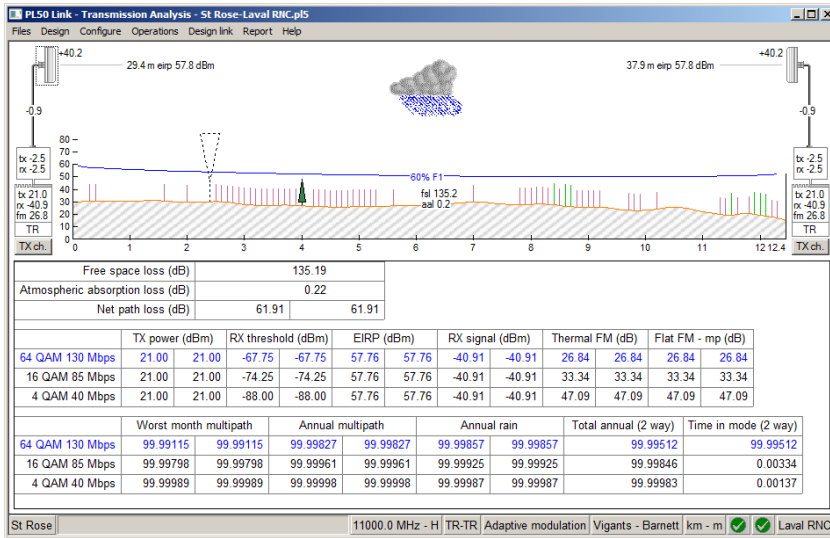 PL50 Link - Transmission Analysis - St Rose-Laval RNC.pl5
Files Design Configure Operations Design link Report Help
+40.2
29.4 m eirp 57.8 dBm
37.9 m eirp 57.8 dBm
+40.2
-0.9
-0.9
tx -2.5
rx -2.5
tx 21.0
rx -40.9
fm 26.8
TR
TX ch.
80
70
60
50
40
30
20
10
0
60% F1
fsl 135.2
aal 0.2
0 1 2 3 4 5 6 7 8 9 10 11 12 12.4
tx -2.5
rx -2.5
tx 21.0
rx -40.9
fm 26.8
TR
TX ch.
Free space loss (dB) 135.19
Atmospheric absorption loss (dB) 0.22
Net path loss (dB) 61.91 61.91
TX power (dBm) RX threshold (dBm) EIRP (dBm) RX signal (dBm) Thermal FM (dB) Flat FM - mp (dB)
64 QAM 130 Mbps 21.00 21.00 -67.75 -67.75 57.76 57.76 -40.91 -40.91 26.84 26.84 26.84 26.84
16 QAM 85 Mbps 21.00 21.00 -74.25 -74.25 57.76 57.76 -40.91 -40.91 33.34 33.34 33.34 33.34
4 QAM 40 Mbps 21.00 21.00 -88.00 -88.00 57.76 57.76 -40.91 -40.91 47.09 47.09 47.09 47.09
Worst month multipath Annual multipath Annual rain Total annual (2 way) Time in mode (2 way)
64 QAM 130 Mbps 99.99115 99.99115 99.99827 99.99827 99.99857 99.99857 99.99512 99.99512
16 QAM 85 Mbps 99.99798 99.99798 99.99961 99.99961 99.99925 99.99925 99.99846 0.00334
4 QAM 40 Mbps 99.99989 99.99989 99.99998 99.99998 99.99987 99.99987 99.99983 0.00137
St Rose 11000.0 MHz - H TR-TR Adaptive modulation Vigants - Barnett km - m Laval RNC